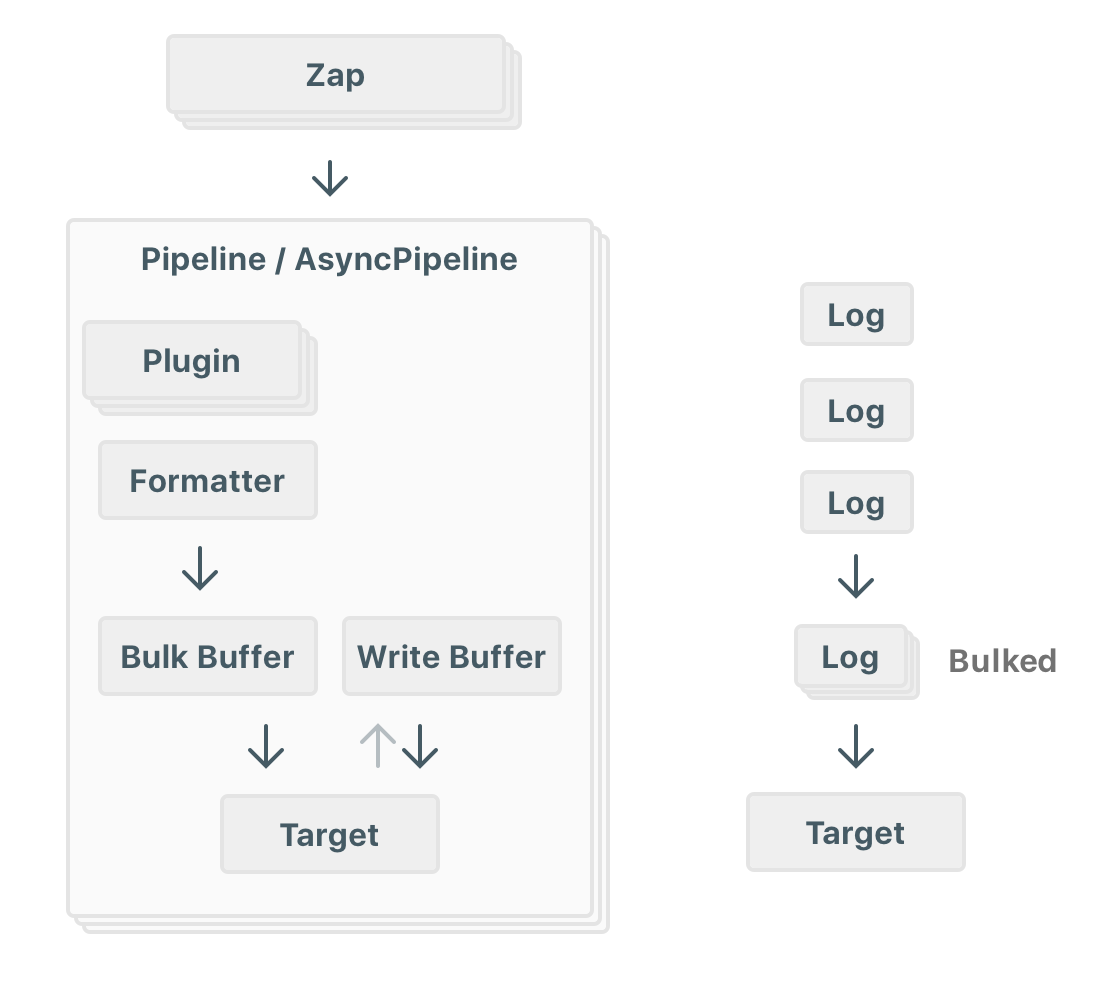 Zap
Pipeline / AsyncPipeline
Plugin
Formatter
Bulk Buffer
Write Buffer
Target
Log
Log
Log
Log
Bulked
Target